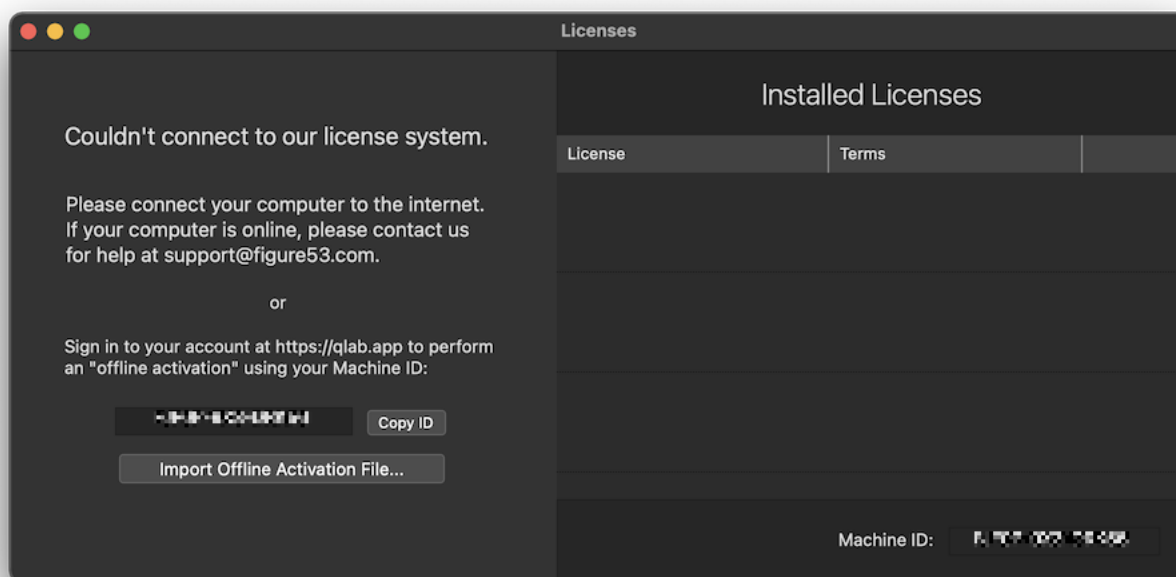 Licenses
Couldn't connect to our license system.
Please connect your computer to the internet.
If your computer is online, please contact us
for help at support@figure53.com.
or
Sign in to your account at https://qlab.app to perform
an "offline activation" using your Machine ID:
Copy ID
Import Offline Activation File...
Installed Licenses
License Terms
Machine ID: